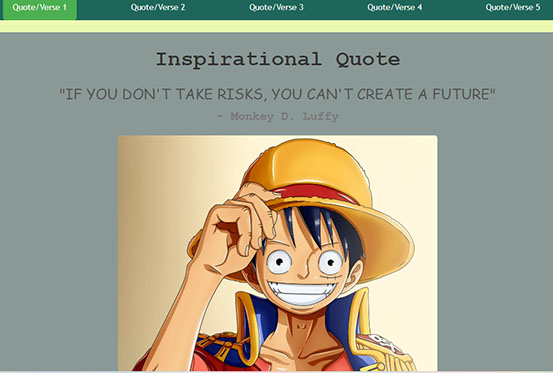 Quote/Verse 1
Quote/Verse 2
Quote/Verse 3
Quote/Verse 4
Quote/Verse 5
Inspirational Quote
"IF YOU DON'T TAKE RISKS, YOU CAN'T CREATE A FUTURE"
~ Monkey D. Luffy